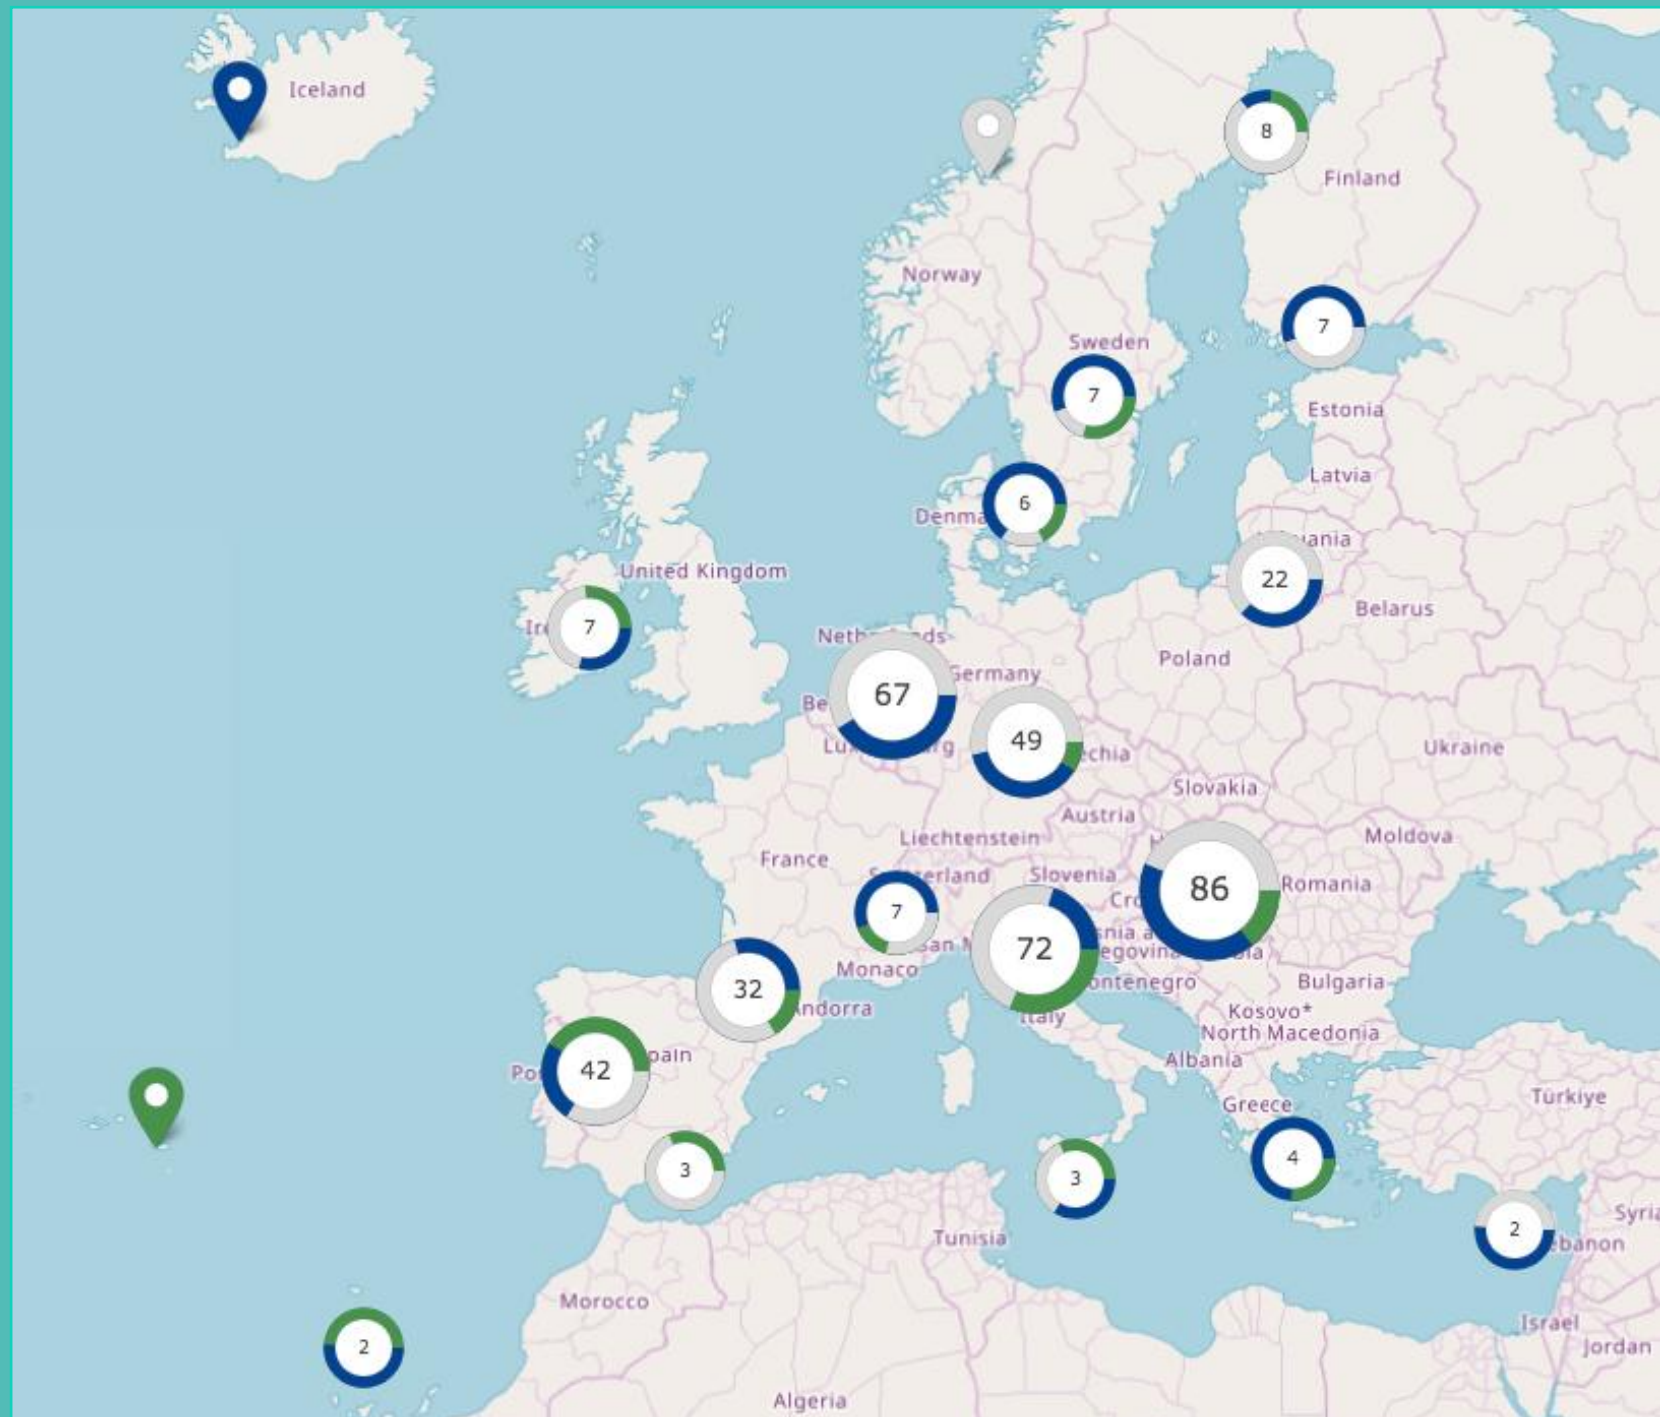 Iceland
8
Finland
Norway
7
Sweden
7
Estonia
Latvia
6
22
Belarus
United Kingdom
7
Poland
67
Germany
49
Ukraine
Slovakia
Austria
Moldova
Liechtenstein
France
Slovenia
86
Romania
7
72
Monaco
Bulgaria
32
Kosovo*
North Macedonia
Italy
Albania
42
Greece
Türkiye
4
3
3
2
Tunisia
Morocco
Israel
Jordan
2
Algeria